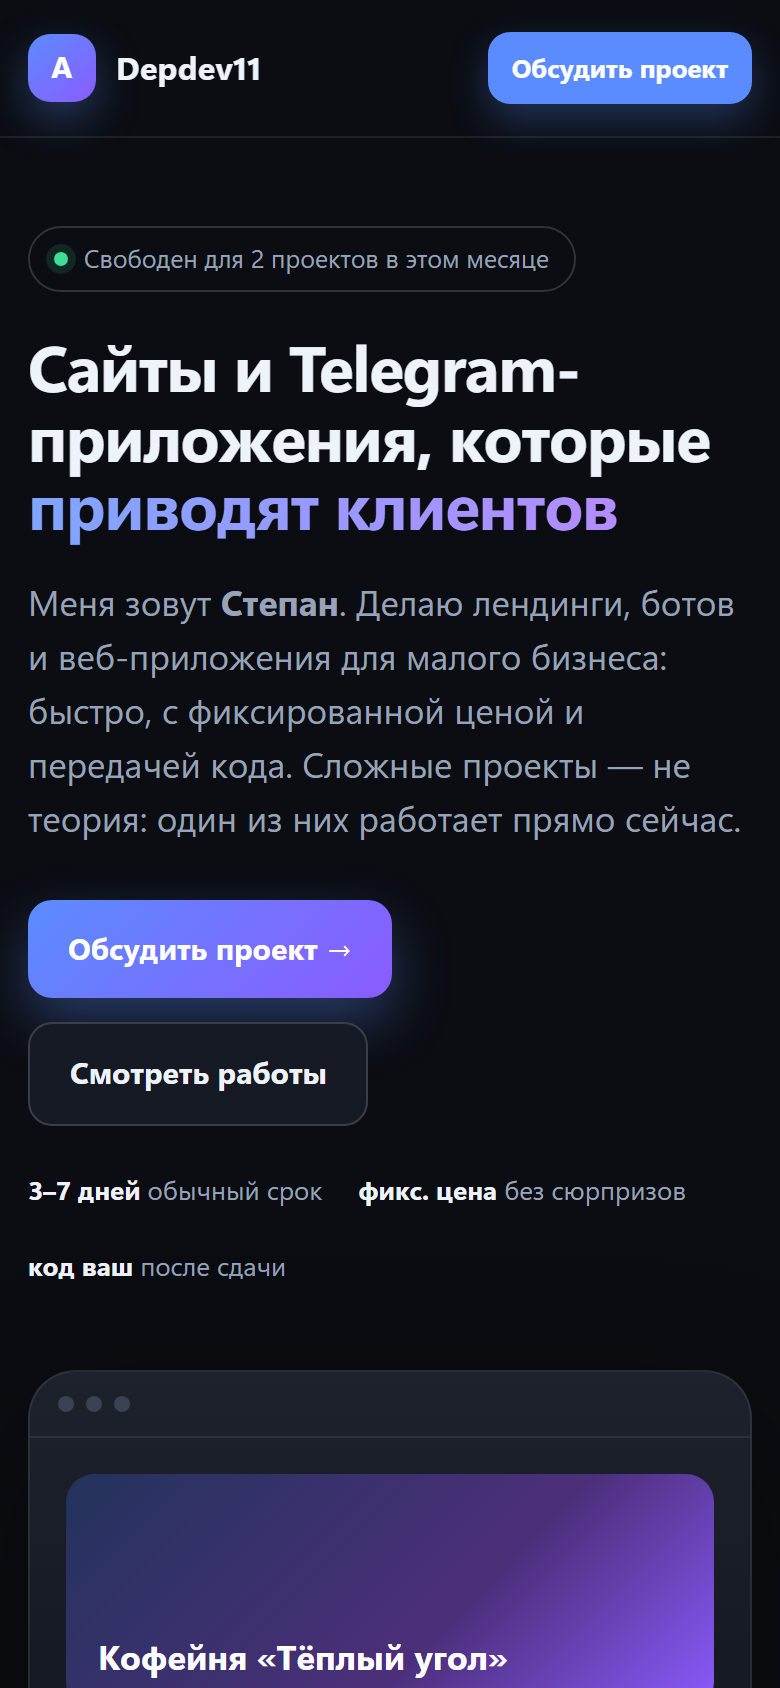 A Depdev11
Обсудить проект
Свободен для 2 проектов в этом месяце
Сайты и Telegram-
приложения, которые
приводят клиентов
Меня зовут Степан. Делаю лендинги, ботов
и веб-приложения для малого бизнеса:
быстро, с фиксированной ценой и
передачей кода. Сложные проекты — не
теория: один из них работает прямо сейчас.
Обсудить проект →
Смотреть работы
3–7 дней обычный срок фикс. цена без сюрпризов
код ваш после сдачи
Кофейня «Тёплый угол»